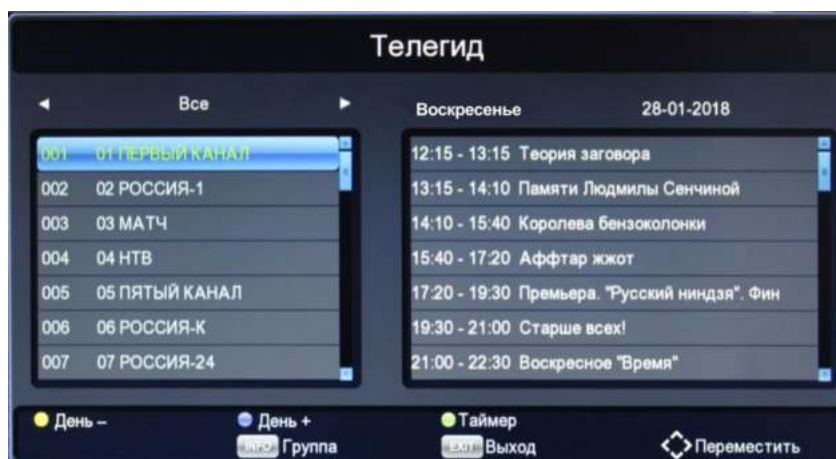 Телегид
Все
Воскресенье 28-01-2018
001 01 ПЕРВЫЙ КАНАЛ
002 02 РОССИЯ-1
003 03 МАТЧ
004 04 НТВ
005 05 ПЯТЫЙ КАНАЛ
006 06 РОССИЯ-К
007 07 РОССИЯ-24
12:15 - 13:15 Теория заговора
13:15 - 14:10 Памяти Людмилы Сенчиной
14:10 - 15:40 Королева бензоколонки
15:40 - 17:20 Аффтар жжот
17:20 - 19:30 Премьера. "Русский ниндзя". Фин
19:30 - 21:00 Старше всех!
21:00 - 22:30 Воскресное "Время"
День – День + Таймер
INFO Группа EXIT Выход Переместить